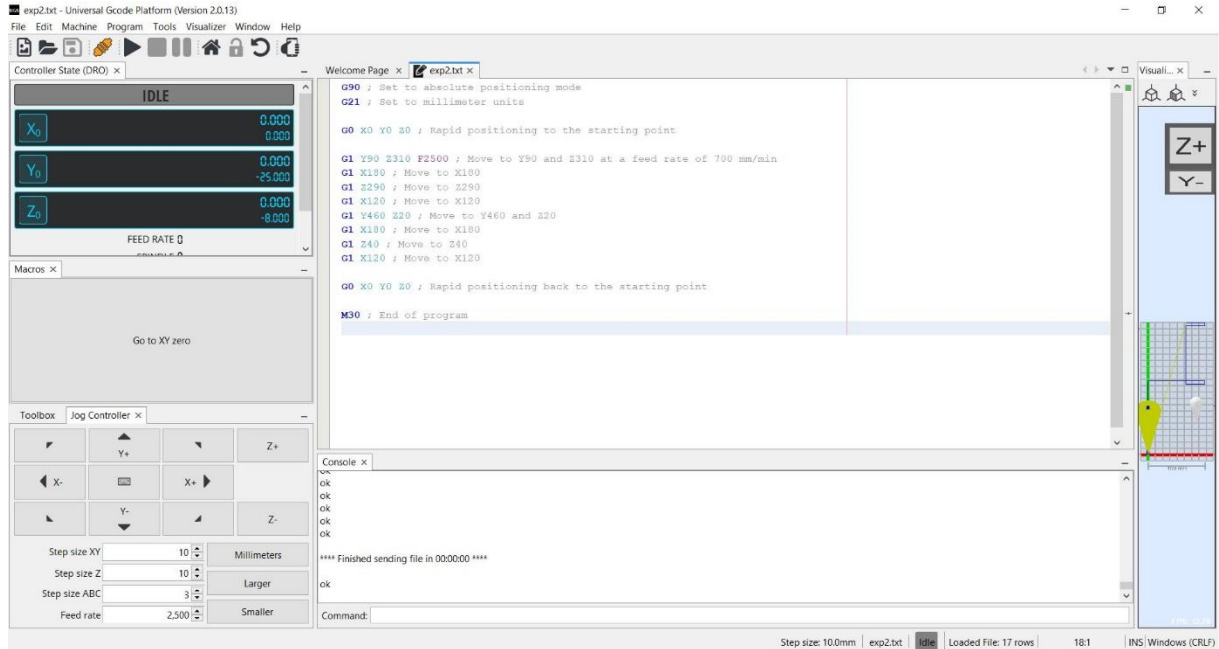 exp2.txt - Universal Gcode Platform (Version 2.0.13)
File Edit Machine Program Tools Visualizer Window Help
Controller State (DRO)
IDLE
X0
0.000
0.000
Y0
0.000
-25.000
Z0
0.000
-8.000
FEED RATE 0
Macros
Go to XY zero
Toolbox Jog Controller
Y+ Z+
X- X+
Y- Z-
Step size XY 10 Millimeters
Step size Z 10
Larger
Step size ABC 3
Feed rate 2,500 Smaller
Welcome Page exp2.txt
G90 ; Set to absolute positioning mode
G21 ; Set to millimeter units
G0 X0 Y0 Z0 ; Rapid positioning to the starting point
G1 Y90 Z310 F2500 ; Move to Y90 and Z310 at a feed rate of 700 mm/min
G1 X180 ; Move to X180
G1 Z290 ; Move to Z290
G1 X120 ; Move to X120
G1 Y460 Z20 ; Move to Y460 and Z20
G1 X180 ; Move to X180
G1 Z40 ; Move to Z40
G1 X120 ; Move to X120
G0 X0 Y0 Z0 ; Rapid positioning back to the starting point
M30 ; End of program
Console
ok
ok
ok
ok
ok
ok
**** Finished sending file in 00:00:00 ****
ok
Command:
Visuali...
Z+
Y-
Step size: 10.0mm exp2.txt Idle Loaded File: 17 rows 18:1 INS Windows (CRLF)